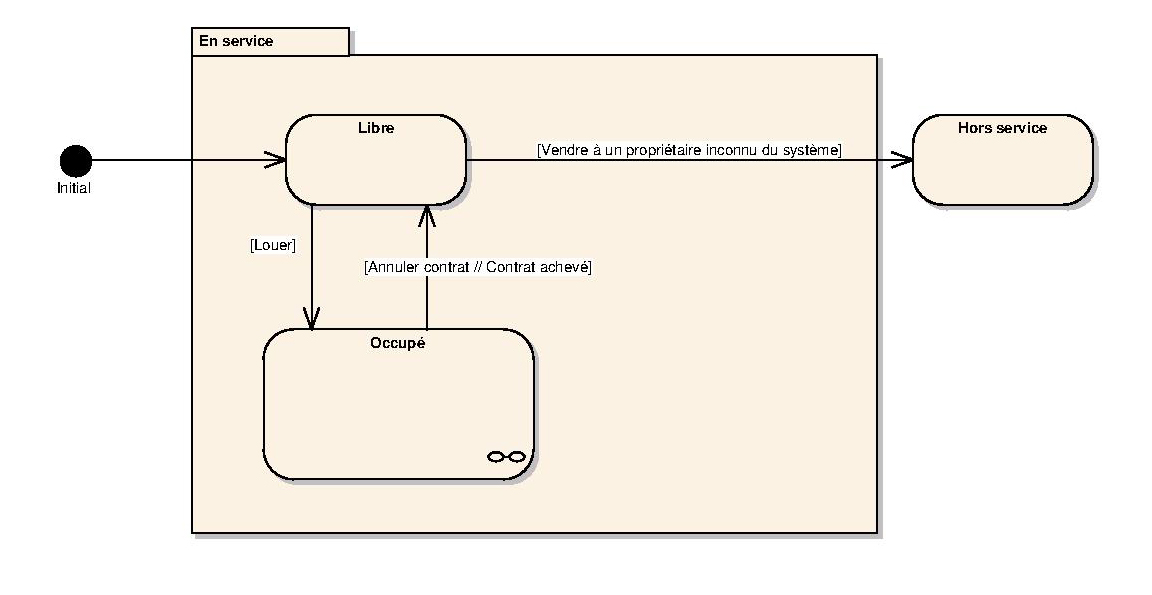 En service
Libre
Hors service
[Vendre à un propriétaire inconnu du système]
Initial
[Louer]
[Annuler contrat // Contrat achevé]
Occupé